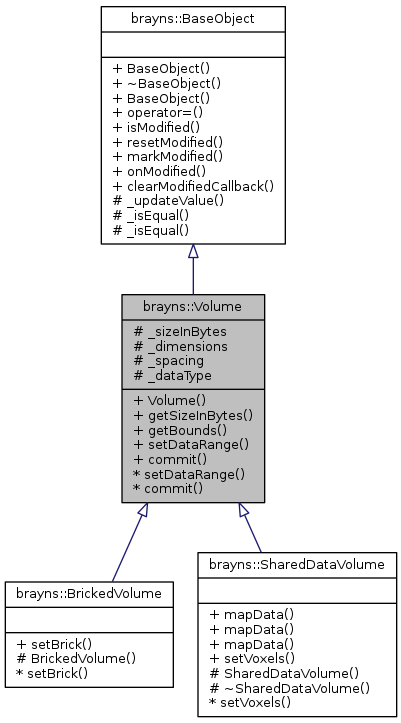 brayns::BaseObject
+ BaseObject()
+ ~BaseObject()
+ BaseObject()
+ operator=()
+ isModified()
+ resetModified()
+ markModified()
+ onModified()
+ clearModifiedCallback()
# _updateValue()
# _isEqual()
# _isEqual()
brayns::Volume
# _sizeInBytes
# _dimensions
# _spacing
# _dataType
+ Volume()
+ getSizeInBytes()
+ getBounds()
+ setDataRange()
+ commit()
* setDataRange()
* commit()
brayns::BrickedVolume
+ setBrick()
# BrickedVolume()
* setBrick()
brayns::SharedDataVolume
+ mapData()
+ mapData()
+ mapData()
+ setVoxels()
# SharedDataVolume()
# ~SharedDataVolume()
* setVoxels()